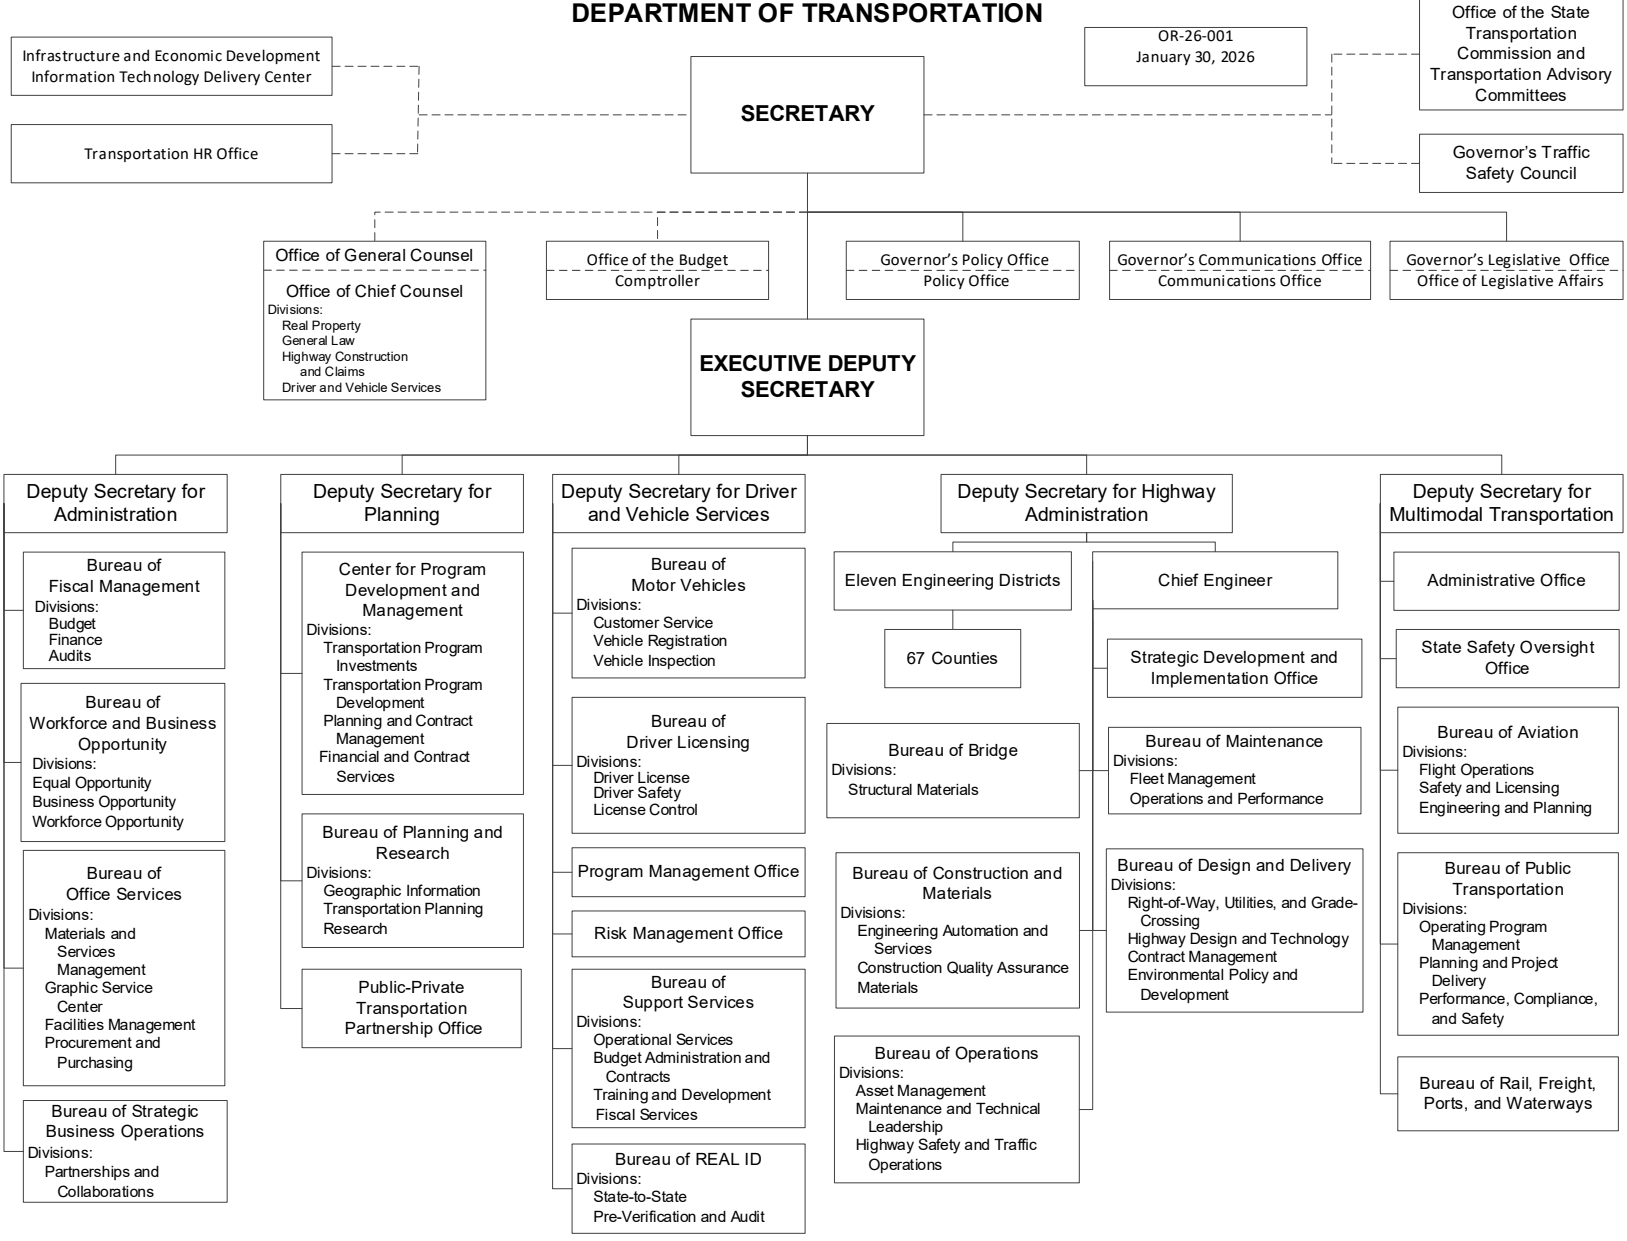 DEPARTMENT OF TRANSPORTATION
Infrastructure and Economic Development
Information Technology Delivery Center
Transportation HR Office
SECRETARY
OR-26-001
January 30, 2026
Office of the State
Transportation
Commission and
Transportation Advisory
Committees
Governor’s Traffic
Safety Council
Office of General Counsel
Office of Chief Counsel
Divisions:
Real Property
General Law
Highway Construction
and Claims
Driver and Vehicle Services
Office of the Budget
Comptroller
Governor’s Policy Office
Policy Office
Governor’s Communications Office
Communications Office
Governor’s Legislative Office
Office of Legislative Affairs
EXECUTIVE DEPUTY
SECRETARY
Deputy Secretary for
Administration
Bureau of
Fiscal Management
Divisions:
Budget
Finance
Audits
Bureau of
Workforce and Business
Opportunity
Divisions:
Equal Opportunity
Business Opportunity
Workforce Opportunity
Bureau of
Office Services
Divisions:
Materials and
Services
Management
Graphic Service
Center
Facilities Management
Procurement and
Purchasing
Bureau of Strategic
Business Operations
Divisions:
Partnerships and
Collaborations
Deputy Secretary for
Planning
Center for Program
Development and
Management
Divisions:
Transportation Program
Investments
Transportation Program
Development
Planning and Contract
Management
Financial and Contract
Services
Bureau of Planning and
Research
Divisions:
Geographic Information
Transportation Planning
Research
Public-Private
Transportation
Partnership Office
Deputy Secretary for Driver
and Vehicle Services
Bureau of
Motor Vehicles
Divisions:
Customer Service
Vehicle Registration
Vehicle Inspection
Bureau of
Driver Licensing
Divisions:
Driver License
Driver Safety
License Control
Program Management Office
Risk Management Office
Bureau of
Support Services
Divisions:
Operational Services
Budget Administration and
Contracts
Training and Development
Fiscal Services
Bureau of REAL ID
Divisions:
State-to-State
Pre-Verification and Audit
Deputy Secretary for Highway
Administration
Eleven Engineering Districts
67 Counties
Chief Engineer
Strategic Development and
Implementation Office
Bureau of Bridge
Divisions:
Structural Materials
Bureau of Maintenance
Divisions:
Fleet Management
Operations and Performance
Bureau of Construction and
Materials
Divisions:
Engineering Automation and
Services
Construction Quality Assurance
Materials
Bureau of Design and Delivery
Divisions:
Right-of-Way, Utilities, and Grade-
Crossing
Highway Design and Technology
Contract Management
Environmental Policy and
Development
Bureau of Operations
Divisions:
Asset Management
Maintenance and Technical
Leadership
Highway Safety and Traffic
Operations
Deputy Secretary for
Multimodal Transportation
Administrative Office
State Safety Oversight
Office
Bureau of Aviation
Divisions:
Flight Operations
Safety and Licensing
Engineering and Planning
Bureau of Public
Transportation
Divisions:
Operating Program
Management
Planning and Project
Delivery
Performance, Compliance,
and Safety
Bureau of Rail, Freight,
Ports, and Waterways